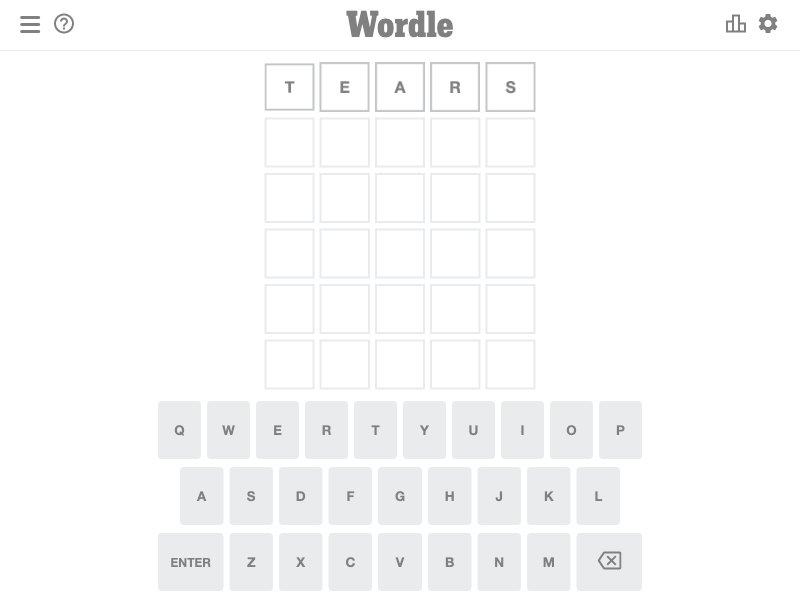 Wordle
T E A R S
Q W E R T Y U I O P
A S D F G H J K L
ENTER Z X C V B N M